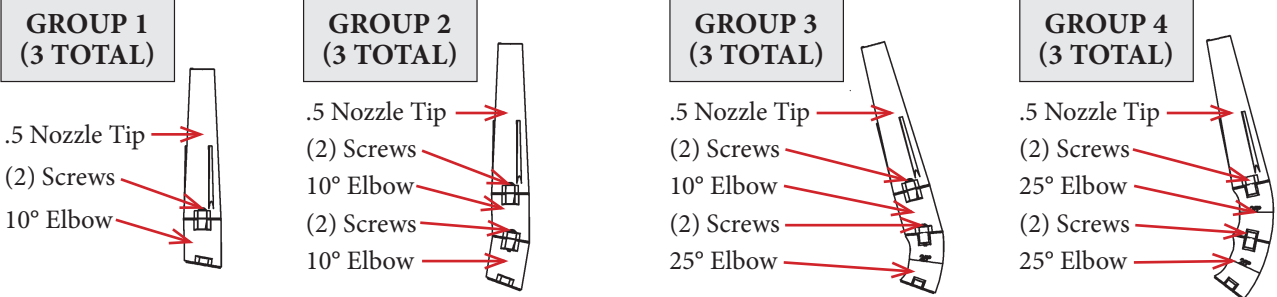 GROUP 1
(3 TOTAL)
.5 Nozzle Tip
(2) Screws
10° Elbow
GROUP 2
(3 TOTAL)
.5 Nozzle Tip
(2) Screws
10° Elbow
(2) Screws
10° Elbow
GROUP 3
(3 TOTAL)
.5 Nozzle Tip
(2) Screws
10° Elbow
(2) Screws
25° Elbow
GROUP 4
(3 TOTAL)
.5 Nozzle Tip
(2) Screws
25° Elbow
(2) Screws
25° Elbow